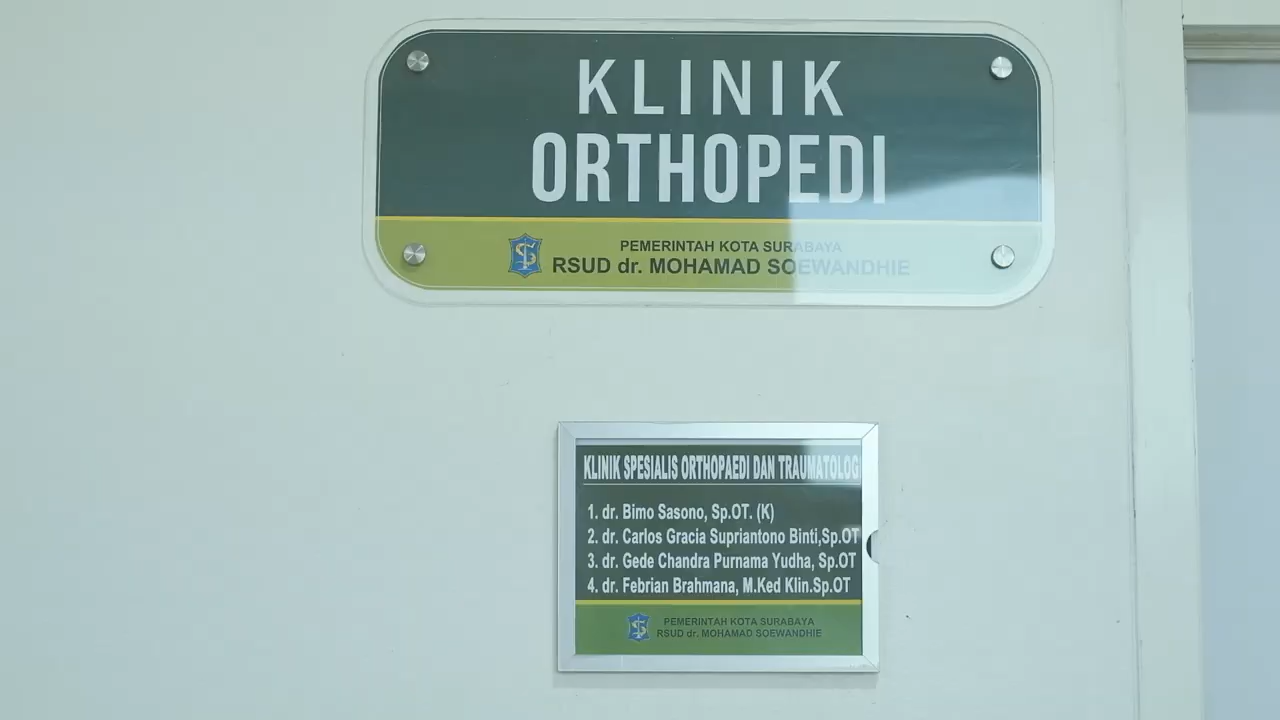 KLINIK
ORTHOPEDI
PEMERINTAH KOTA SURABAYA
RSUD dr. MOHAMAD SOEWANDHIE
KLINIK SPESIALIS ORTHOPAEDI DAN TRAUMATOLOG
1. dr. Bimo Sasono, Sp.OT. (K)
2. dr. Carlos Gracia Supriantono Binti,Sp.OT
3. dr. Gede Chandra Purnama Yudha, Sp.OT
4. dr. Febrian Brahmana, M.Ked Klin.Sp.OT
PEMERINTAH KOTA SURABAYA
RSUD dr. MOHAMAD SOEWANDHIE